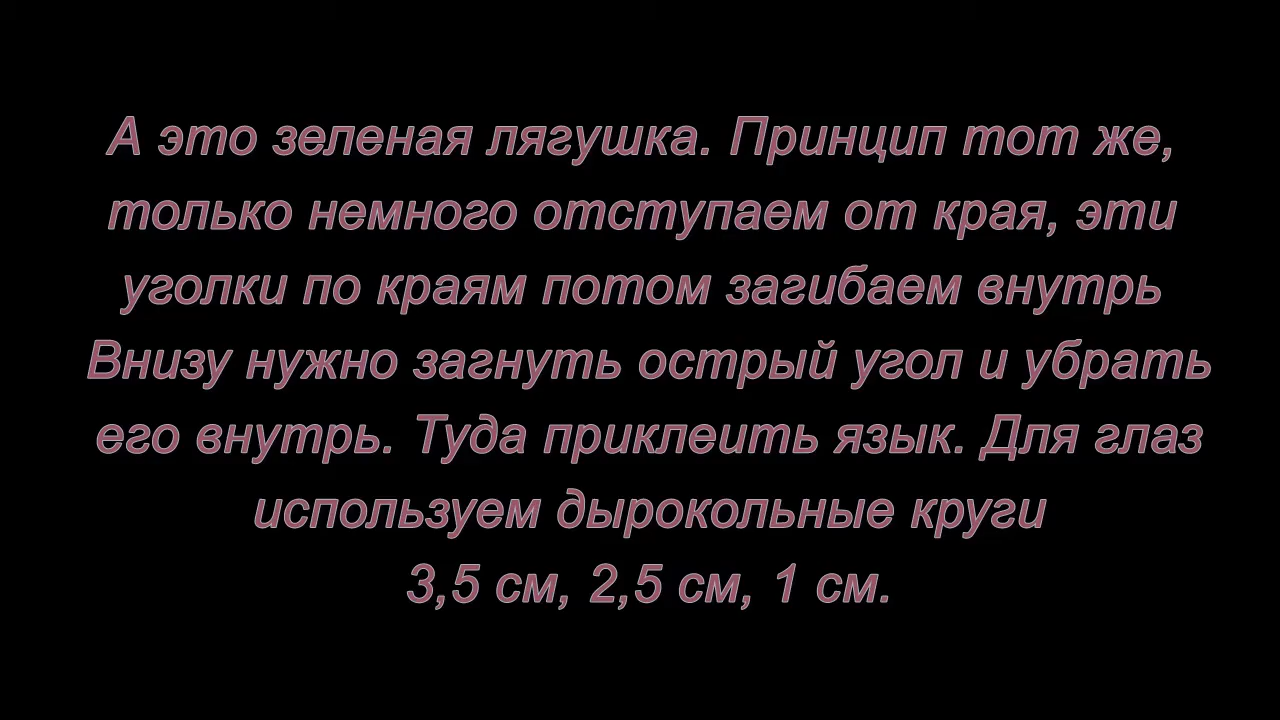 А это зеленая лягушка. Принцип тот же,
только немного отступаем от края, эти
уголки по краям потом загибаем внутрь
Внизу нужно загнуть острый угол и убрать
его внутрь. Туда приклеить язык. Для глаз
используем дырокольные круги
3,5 см, 2,5 см, 1 см.